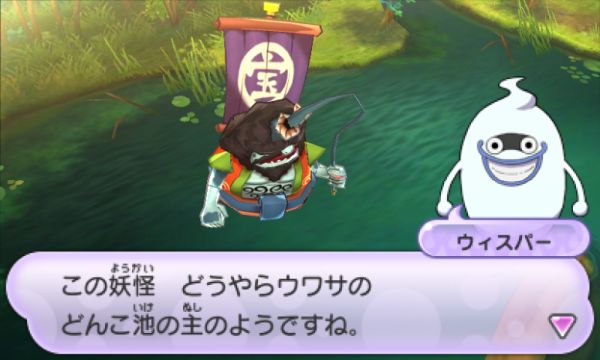 宝
ウィスパー
この妖怪　どうやらウワサの
どんこ池の主のようですね。